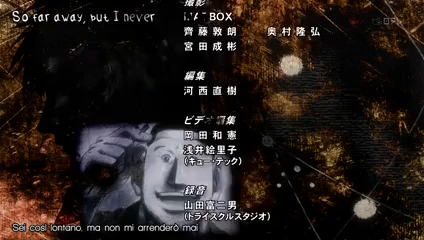 So far away, but I never
撮影
MAT BOX
齊藤敦朗 奥村隆弘
宮田成彬
編集
河西直樹
ビデオ編集
岡田和憲
浅井絵里子
(キュー・テック)
録音
山田富二男
(トライスクルスタジオ)
Sei così lontano, ma non mi arrenderò mai